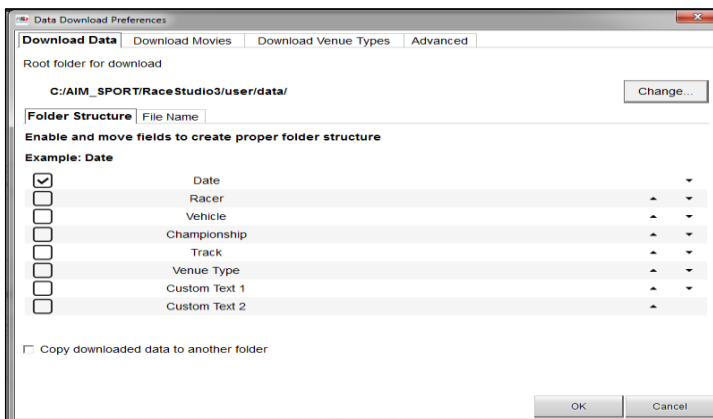 Data Download Preferences
Download Data Download Movies Download Venue Types Advanced
Root folder for download
C:/AIM_SPORT/RaceStudio3/user/data/ Change...
Folder Structure File Name
Enable and move fields to create proper folder structure
Example: Date
Date
Racer
Vehicle
Championship
Track
Venue Type
Custom Text 1
Custom Text 2
Copy downloaded data to another folder
OK Cancel